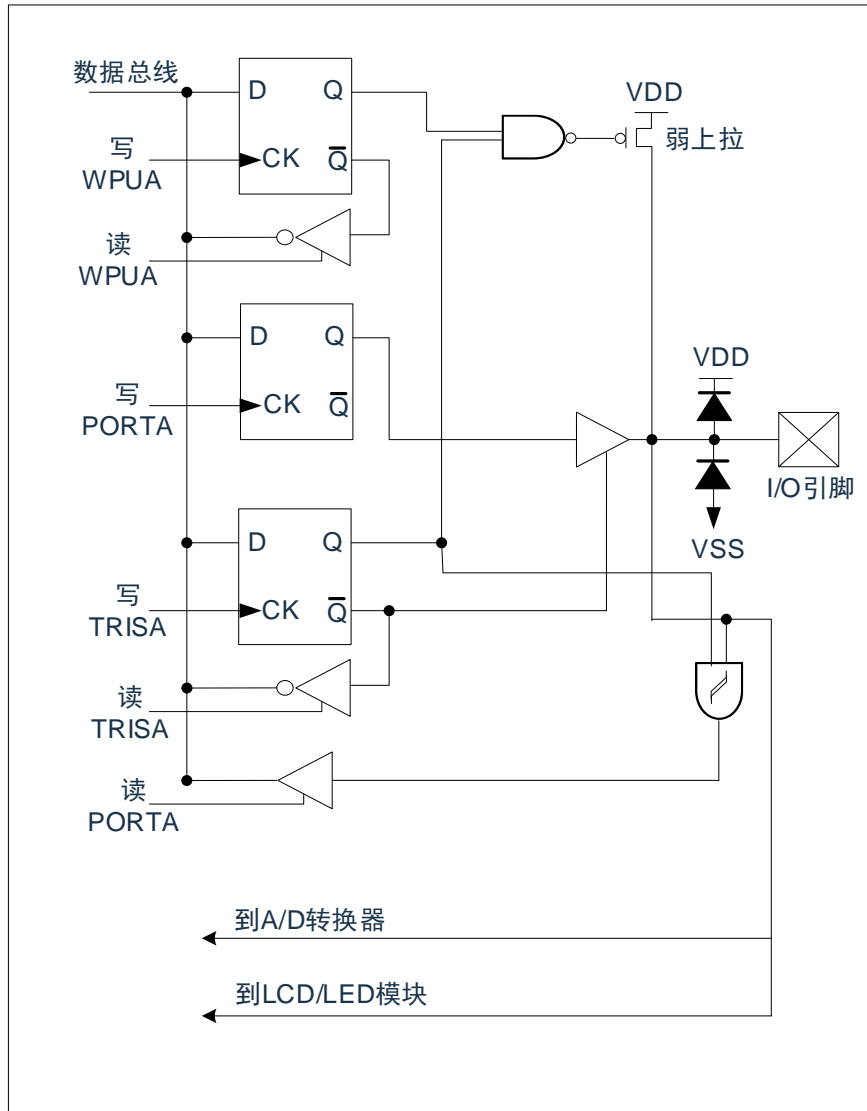 数据总线
D
Q
写
WPUA
CK
Q
读
WPUA
VDD
弱上拉
D
Q
写
PORTA
CK
Q
VDD
I/O引脚
VSS
D
Q
写
TRISA
CK
Q
读
TRISA
读
PORTA
到A/D转换器
到LCD/LED模块